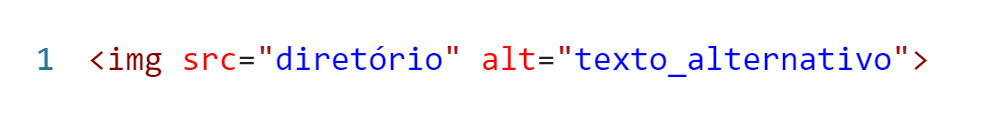 1 <img src="diretório" alt="texto_alternativo">